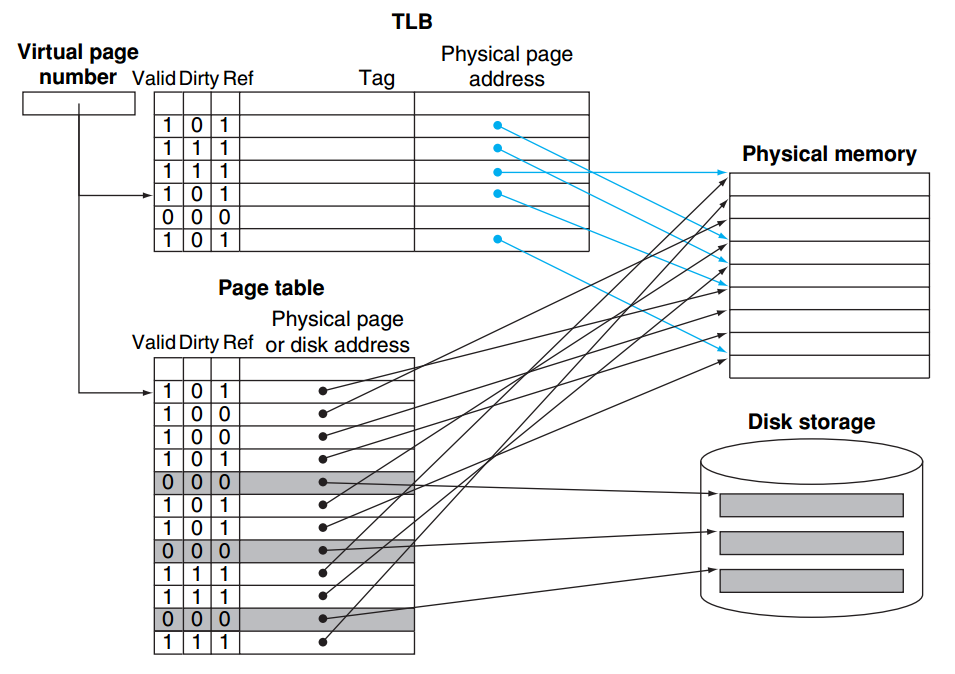 TLB
Virtual page
number
Physical page
address
Valid Dirty Ref
Tag
1 0 1
1 1 1
1 1 1
1 0 1
0 0 0
1 0 1
Physical memory
Page table
Physical page
or disk address
Valid Dirty Ref
1 0 1
1 0 0
1 0 0
1 0 1
0 0 0
1 0 1
1 0 1
0 0 0
1 1 1
1 1 1
0 0 0
1 1 1
Disk storage